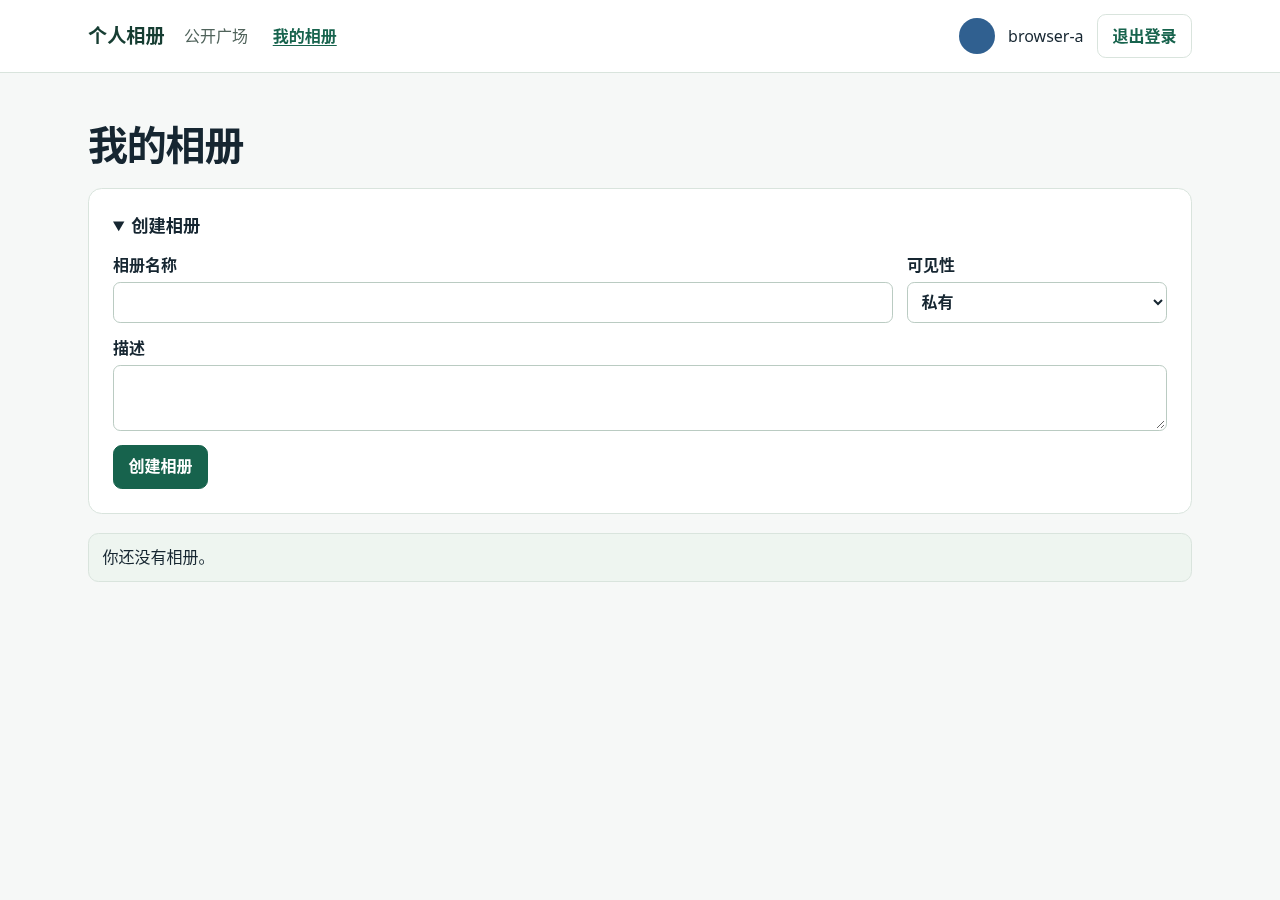 个人相册 公开广场 我的相册 browser-a 退出登录
我的相册
▼ 创建相册
相册名称 可见性
私有
描述
创建相册
你还没有相册。